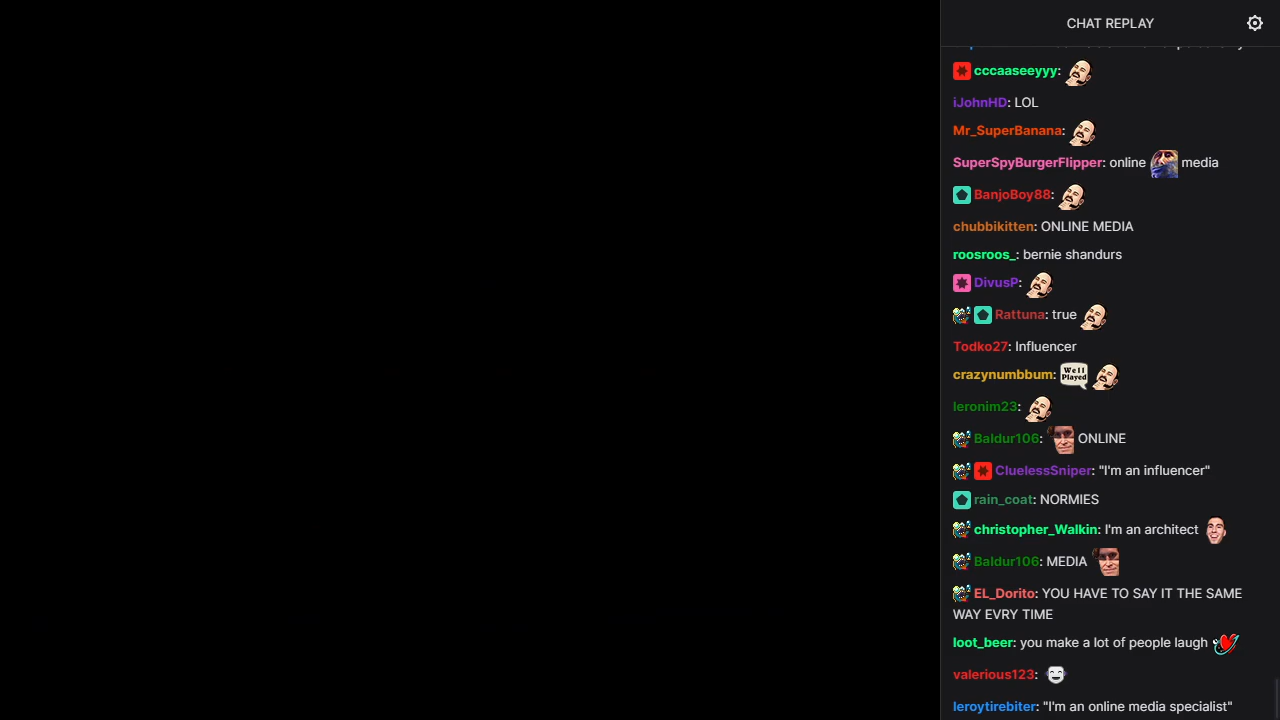 CHAT REPLAY
cccaaseeyyy:
iJohnHD: LOL
Mr_SuperBanana:
SuperSpyBurgerFlipper: online media
BanjoBoy88:
chubbikitten: ONLINE MEDIA
roosroos_: bernie shandurs
DivusP:
Rattuna: true
Todko27: Influencer
crazynumbbum: Well Played
leronim23:
Baldur106: ONLINE
CluelessSniper: "I'm an influencer"
rain_coat: NORMIES
christopher_Walkin: I'm an architect
Baldur106: MEDIA
EL_Dorito: YOU HAVE TO SAY IT THE SAME
WAY EVRY TIME
loot_beer: you make a lot of people laugh
valerious123:
leroytirebiter: "I'm an online media specialist"